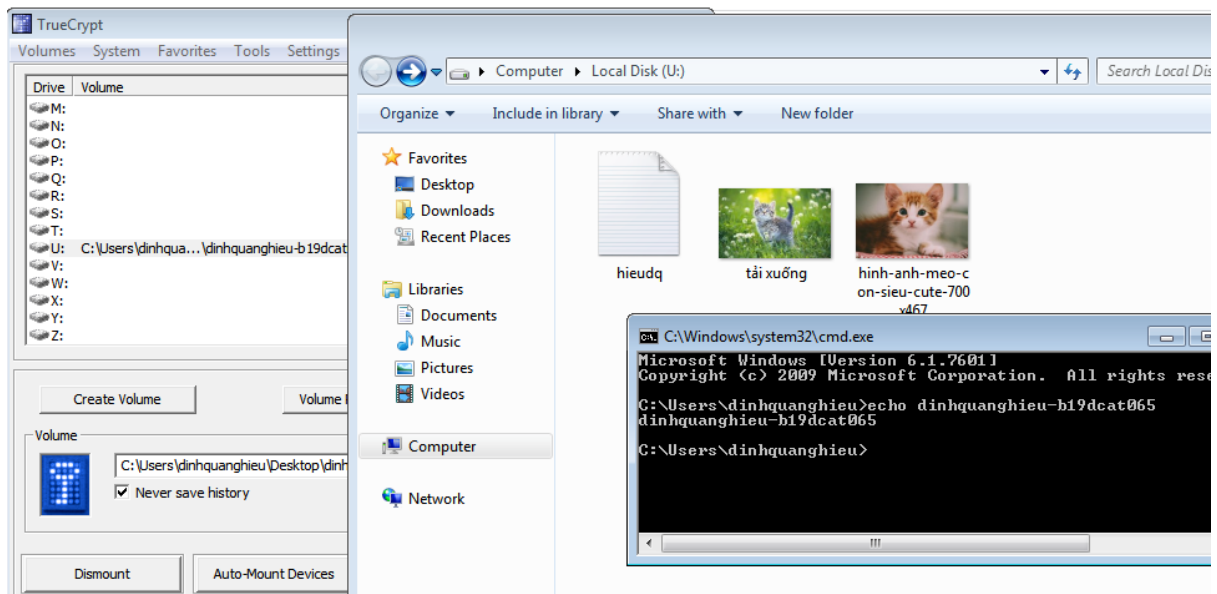 TrueCrypt
Volumes System Favorites Tools Settings
Drive Volume
M:
N:
O:
P:
Q:
R:
S:
T:
U: C:\Users\dinhqua...\dinhquanghieu-b19dcat
V:
W:
X:
Y:
Z:
Create Volume
Volume
Volume
C:\Users\dinhquanghieu\Desktop\dinh
Never save history
Dismount
Auto-Mount Devices
Computer Local Disk (U:)
Search Local Dis
Organize Include in library Share with New folder
Favorites
Desktop
Downloads
Recent Places
Libraries
Documents
Music
Pictures
Videos
Computer
Network
hieudq
tải xuống
hinh-anh-meo-c
on-sieu-cute-700
x467
C:\Windows\system32\cmd.exe
Microsoft Windows [Version 6.1.7601]
Copyright (c) 2009 Microsoft Corporation. All rights rese
C:\Users\dinhquanghieu>echo dinhquanghieu-b19dcat065
dinhquanghieu-b19dcat065
C:\Users\dinhquanghieu>